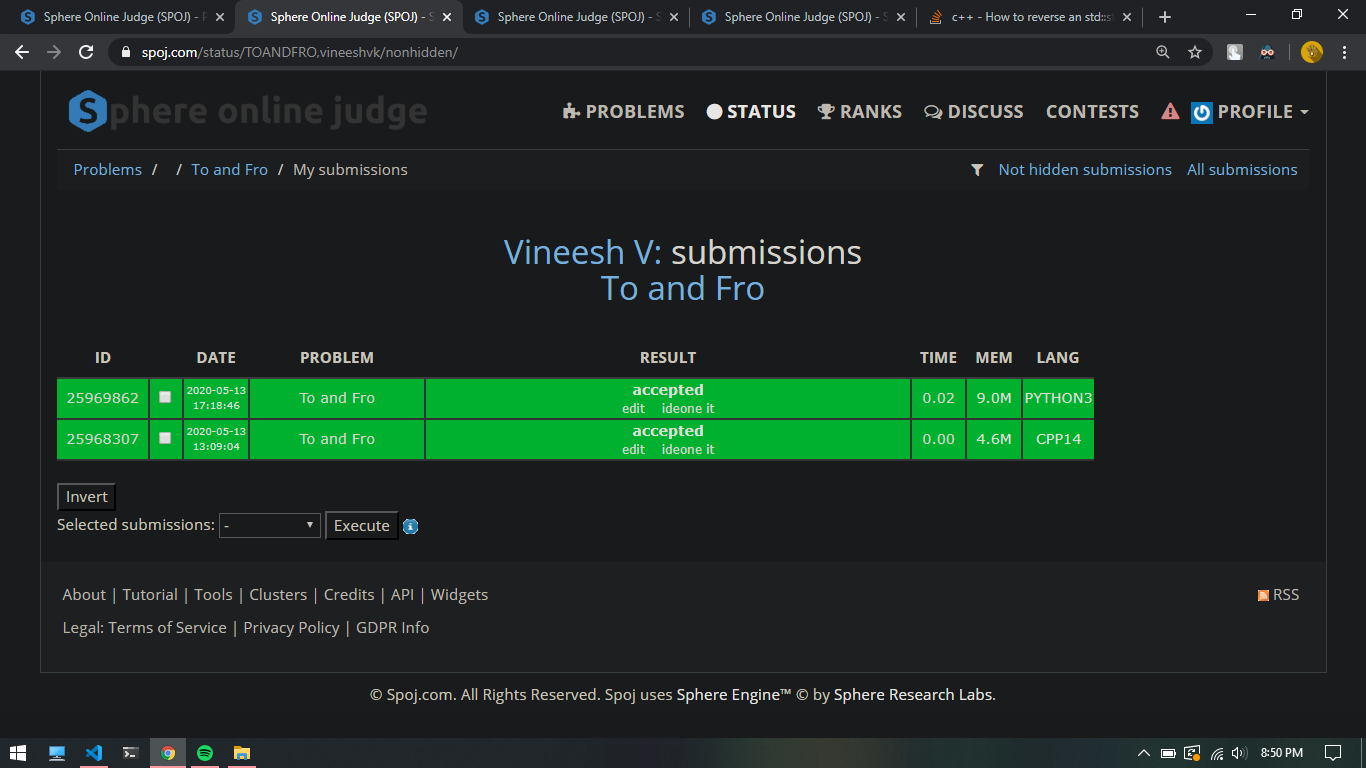 Sphere Online Judge (SPOJ) - P
Sphere Online Judge (SPOJ) - S
Sphere Online Judge (SPOJ) - S
Sphere Online Judge (SPOJ) - S
c++ - How to reverse an std::st
spoj.com/status/TOANDFRO,vineeshvk/nonhidden/
Sphere online judge
PROBLEMS STATUS RANKS DISCUSS CONTESTS PROFILE
Problems / / To and Fro / My submissions Not hidden submissions All submissions
Vineesh V: submissions
To and Fro
ID DATE PROBLEM RESULT TIME MEM LANG
25969862 2020-05-13 17:18:46 To and Fro accepted edit ideone it 0.02 9.0M PYTHON3
25968307 2020-05-13 13:09:04 To and Fro accepted edit ideone it 0.00 4.6M CPP14
Invert
Selected submissions: - Execute
About | Tutorial | Tools | Clusters | Credits | API | Widgets RSS
Legal: Terms of Service | Privacy Policy | GDPR Info
© Spoj.com. All Rights Reserved. Spoj uses Sphere Engine™ © by Sphere Research Labs.
8:50 PM